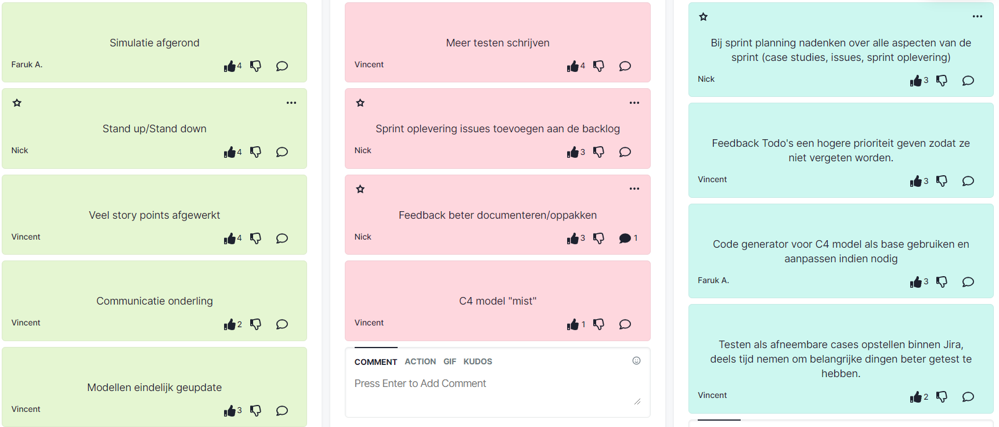 Simulatie afgerond
Faruk A.
4
Stand up/Stand down
Nick
4
Veel story points afgewerkt
Vincent
4
Communicatie onderling
Vincent
2
Modellen eindelijk geupdate
Vincent
3
Meer testen schrijven
Vincent
4
Sprint oplevering issues toevoegen aan de backlog
Nick
3
Feedback beter documenteren/oppakken
Nick
3 1
C4 model "mist"
Vincent
1
COMMENT ACTION GIF KUDOS
Press Enter to Add Comment
Bij sprint planning nadenken over alle aspecten van de
sprint (case studies, issues, sprint oplevering)
Nick
3
Feedback Todo's een hogere prioriteit geven zodat ze
niet vergeten worden.
Vincent
3
Code generator voor C4 model als base gebruiken en
aanpassen indien nodig
Faruk A.
3
Testen als afneembare cases opstellen binnen Jira,
deels tijd nemen om belangrijke dingen beter getest te
hebben.
Vincent
2